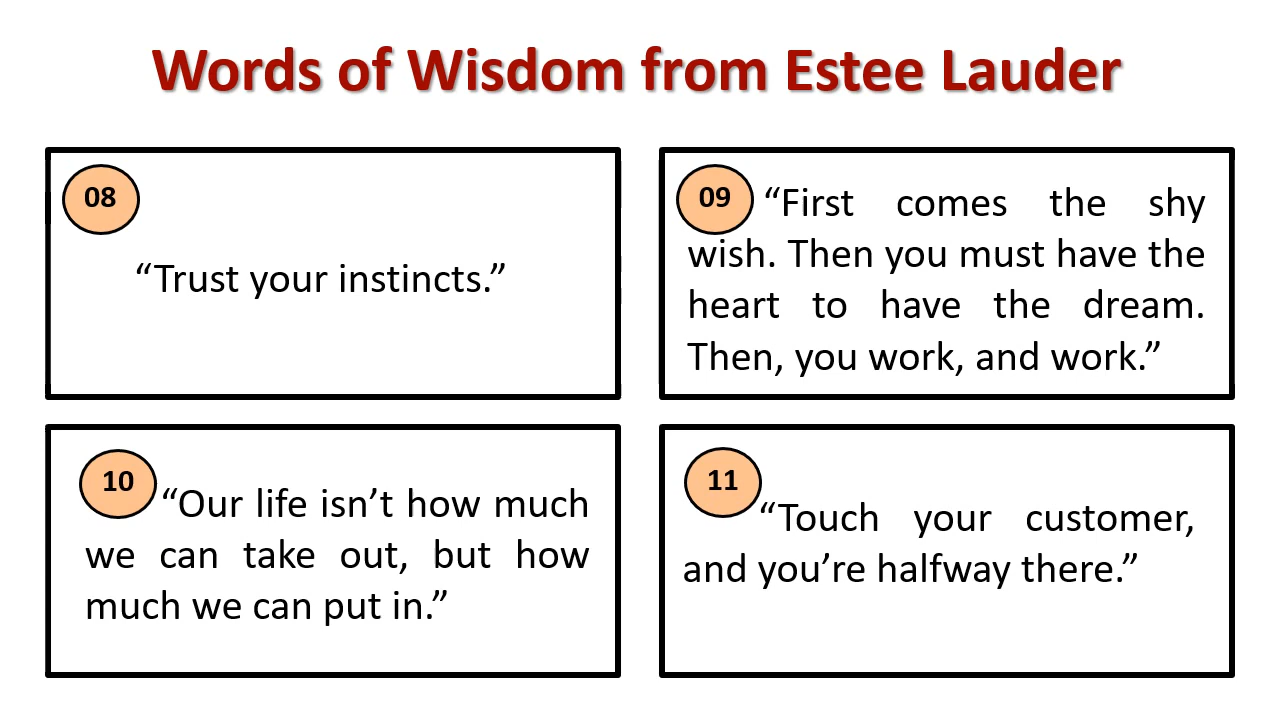 Words of Wisdom from Estee Lauder
08
“Trust your instincts.”
09
“First comes the shy
wish. Then you must have the
heart to have the dream.
Then, you work, and work.”
10
“Our life isn’t how much
we can take out, but how
much we can put in.”
11
“Touch your customer,
and you’re halfway there.”